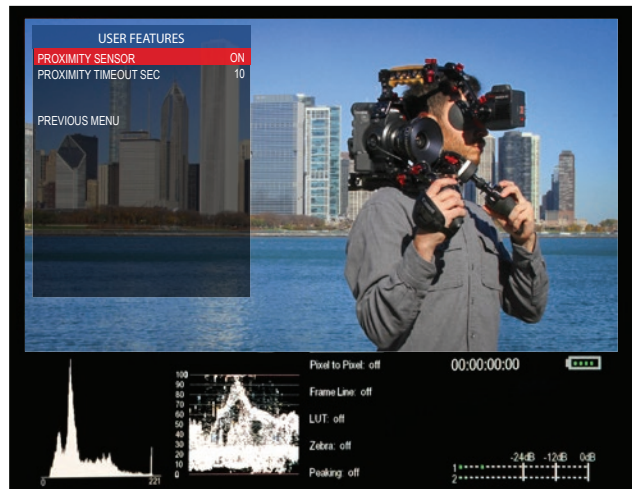 USER FEATURES
PROXIMITY SENSOR ON
PROXIMITY TIMEOUT SEC 10
PREVIOUS MENU
Pixel to Pixel: off
00:00:00:00
Frame Line: off
LUT: off
Zebra: off
Peaking: off
100
90
80
70
60
50
40
30
20
10
0
0 221
-24dB -12dB 0dB
1
2